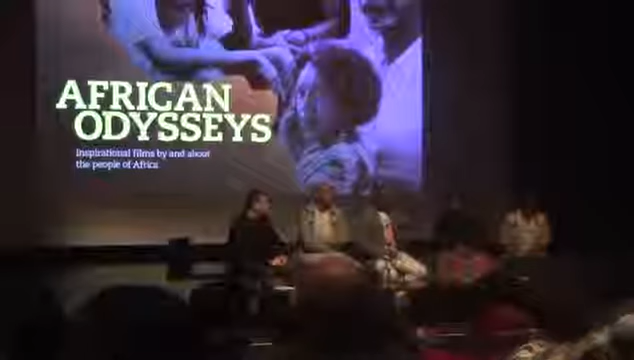 AFRICAN
ODYSSEYS
Inspirational films by and about
the people of Africa